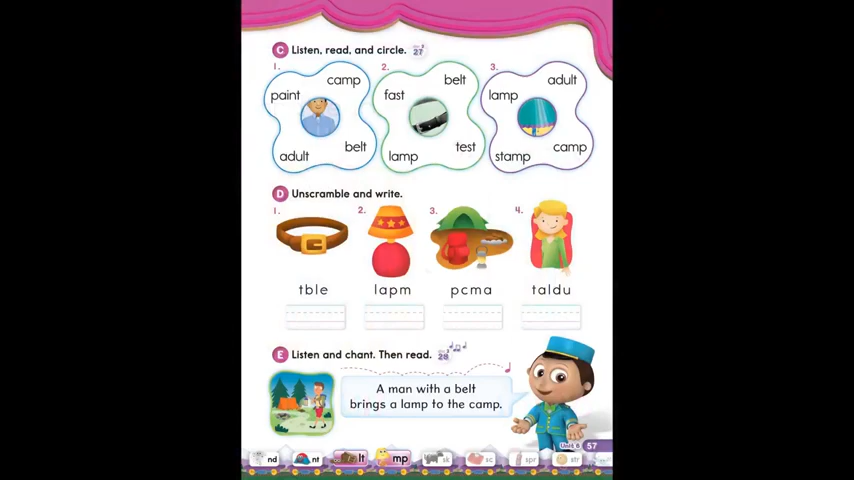 C Listen, read, and circle. 27
1.
camp
paint
adult
belt
2.
belt
fast
lamp
test
3.
adult
lamp
stamp
camp
D Unscramble and write.
1. 2. 3. 4.
tble lapm pcma taldu
E Listen and chant. Then read. 28
A man with a belt
brings a lamp to the camp.
Unit 6 57
nd nt lt mp sk sc spr str